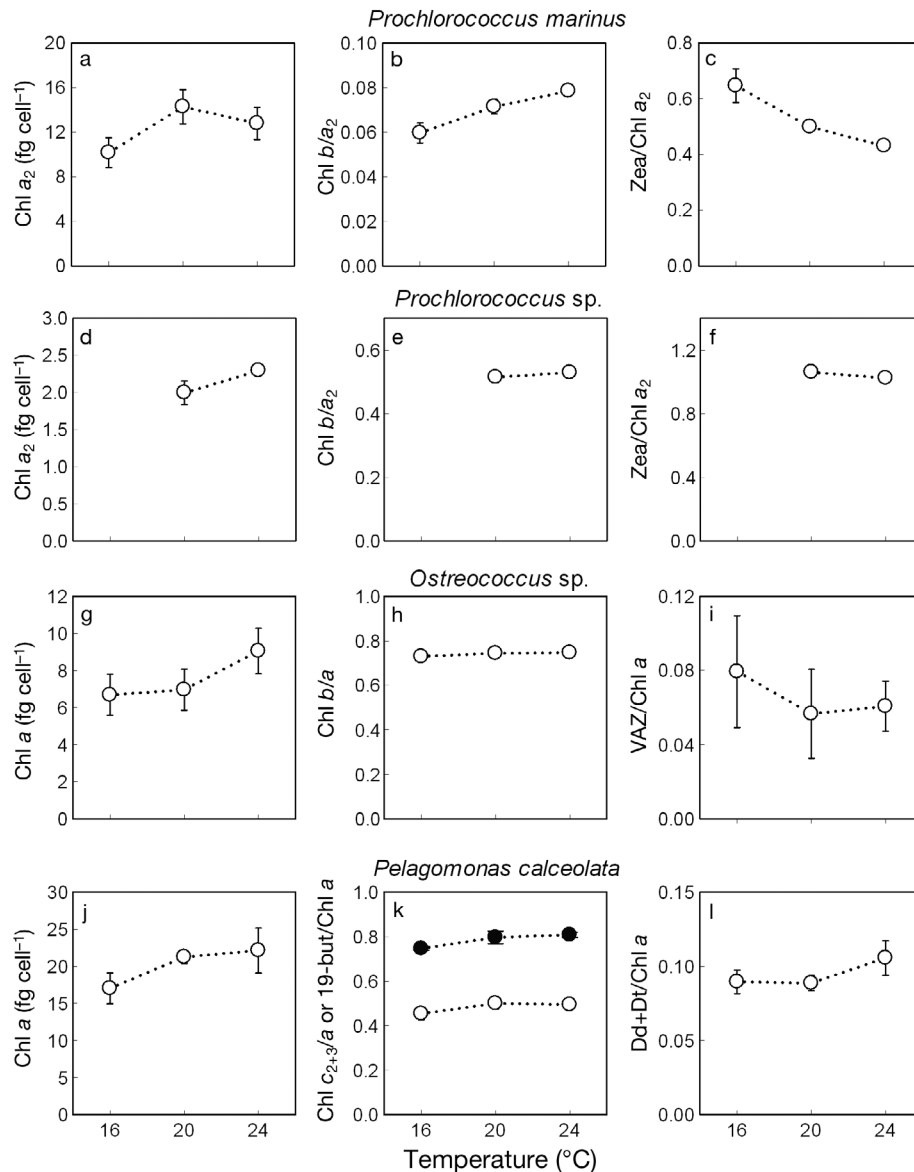 Prochlorococcus marinus
a
Chl a₂ (fg cell⁻¹)
20
16
12
8
4
0
b
Chl b/a₂
0.10
0.08
0.06
0.04
0.02
0.00
c
Zea/Chl a₂
0.8
0.6
0.4
0.2
0.0
Prochlorococcus sp.
d
Chl a₂ (fg cell⁻¹)
3.0
2.5
2.0
1.5
1.0
0.5
0.0
e
Chl b/a₂
0.6
0.4
0.2
0.0
f
Zea/Chl a₂
1.2
0.8
0.4
0.0
Ostreococcus sp.
g
Chl a (fg cell⁻¹)
12
10
8
6
4
2
0
h
Chl b/a
1.0
0.8
0.6
0.4
0.2
0.0
i
VAZ/Chl a
0.12
0.08
0.04
0.00
Pelagomonas calceolata
j
Chl a (fg cell⁻¹)
30
25
20
15
10
5
0
16 20 24
k
Chl c₂₊₃/a or 19-but/Chl a
1.0
0.8
0.6
0.4
0.2
0.0
16 20 24
l
Dd+Dt/Chl a
0.15
0.10
0.05
0.00
16 20 24
Temperature (°C)